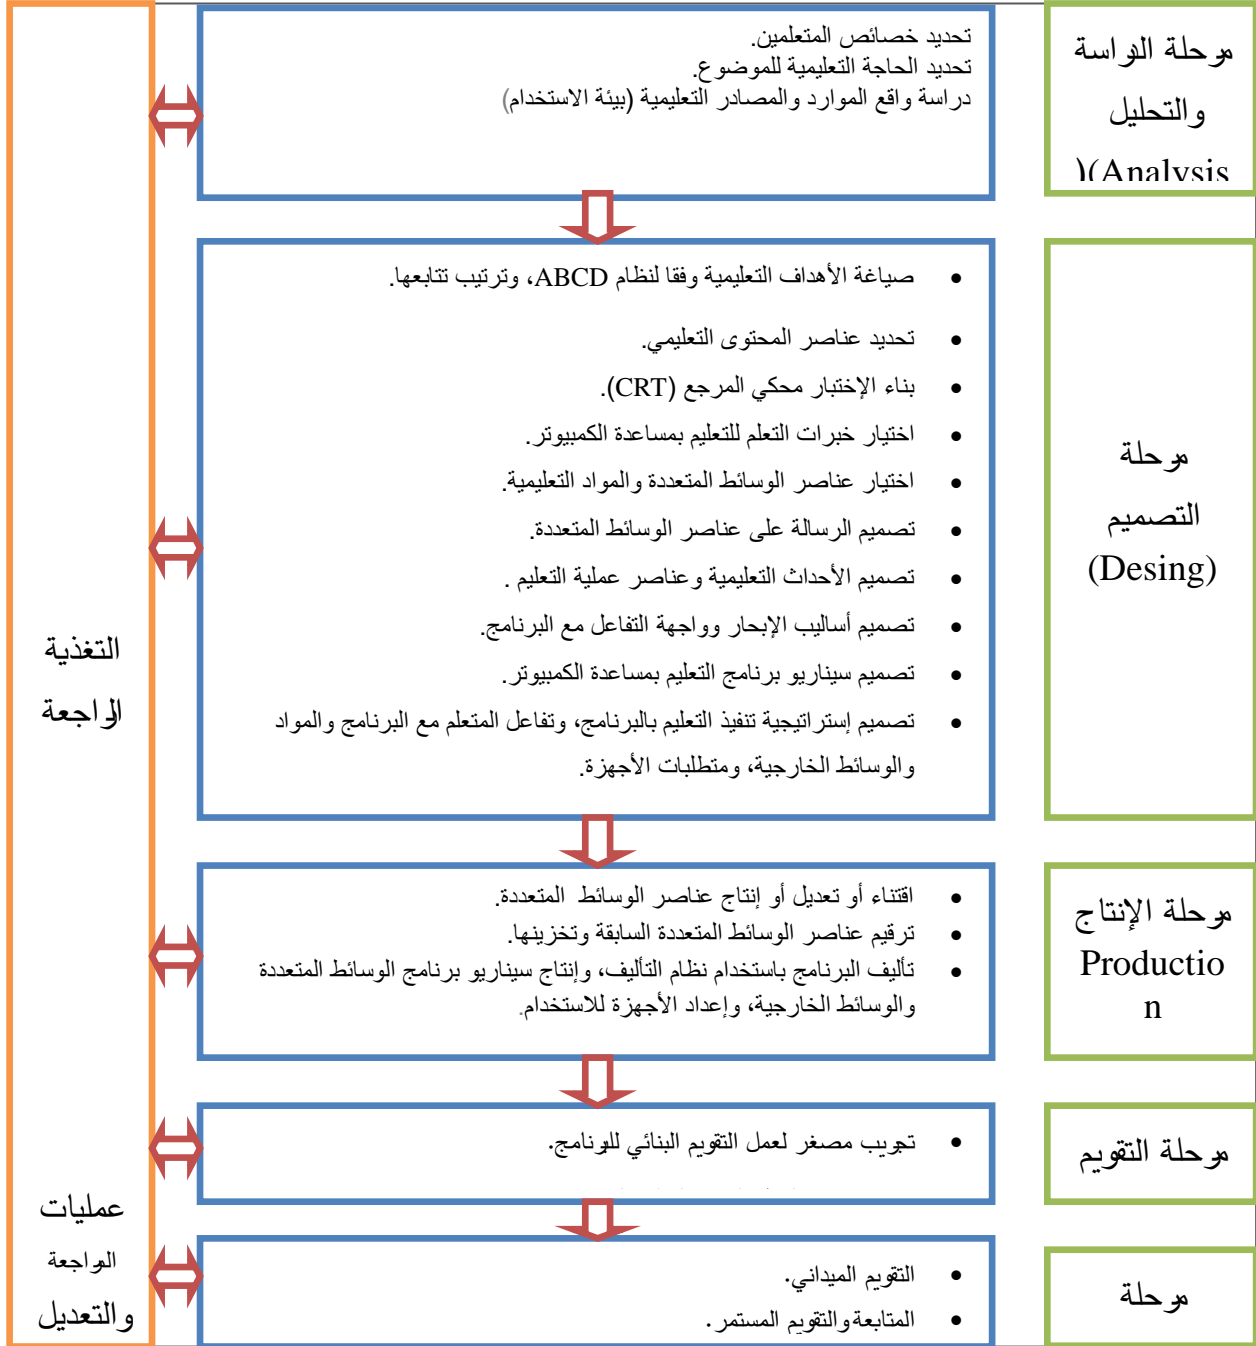 مرحلة الدراسة
والتحليل
(Analysis)
تحديد خصائص المتعلمين.
تحديد الحاجة التعليمية للموضوع.
دراسة واقع الموارد والمصادر التعليمية (بيئة الاستخدام)
مرحلة
التصميم
(Desing)
• صياغة الأهداف التعليمية وفقا لنظام ABCD، وترتيب تتابعها.
• تحديد عناصر المحتوى التعليمي.
• بناء الإختبار محكي المرجع (CRT).
• اختيار خبرات التعلم للتعليم بمساعدة الكمبيوتر.
• اختيار عناصر الوسائط المتعددة والمواد التعليمية.
• تصميم الرسالة على عناصر الوسائط المتعددة.
• تصميم الأحداث التعليمية وعناصر عملية التعليم .
• تصميم أساليب الإبحار وواجهة التفاعل مع البرنامج.
• تصميم سيناريو برنامج التعليم بمساعدة الكمبيوتر.
• تصميم إستراتيجية تنفيذ التعليم بالبرنامج، وتفاعل المتعلم مع البرنامج والمواد
والوسائط الخارجية، ومتطلبات الأجهزة.
مرحلة الإنتاج
Productio
n
• اقتناء أو تعديل أو إنتاج عناصر الوسائط المتعددة.
• ترقيم عناصر الوسائط المتعددة السابقة وتخزينها.
• تأليف البرنامج باستخدام نظام التأليف، وإنتاج سيناريو برنامج الوسائط المتعددة
والوسائط الخارجية، وإعداد الأجهزة للاستخدام.
مرحلة التقويم
• تجريب مصغر لعمل التقويم البنائي للبرنامج.
مرحلة
• التقويم الميداني.
• المتابعة والتقويم المستمر.
التغذية
الراجعة
عمليات
المراجعة
والتعديل